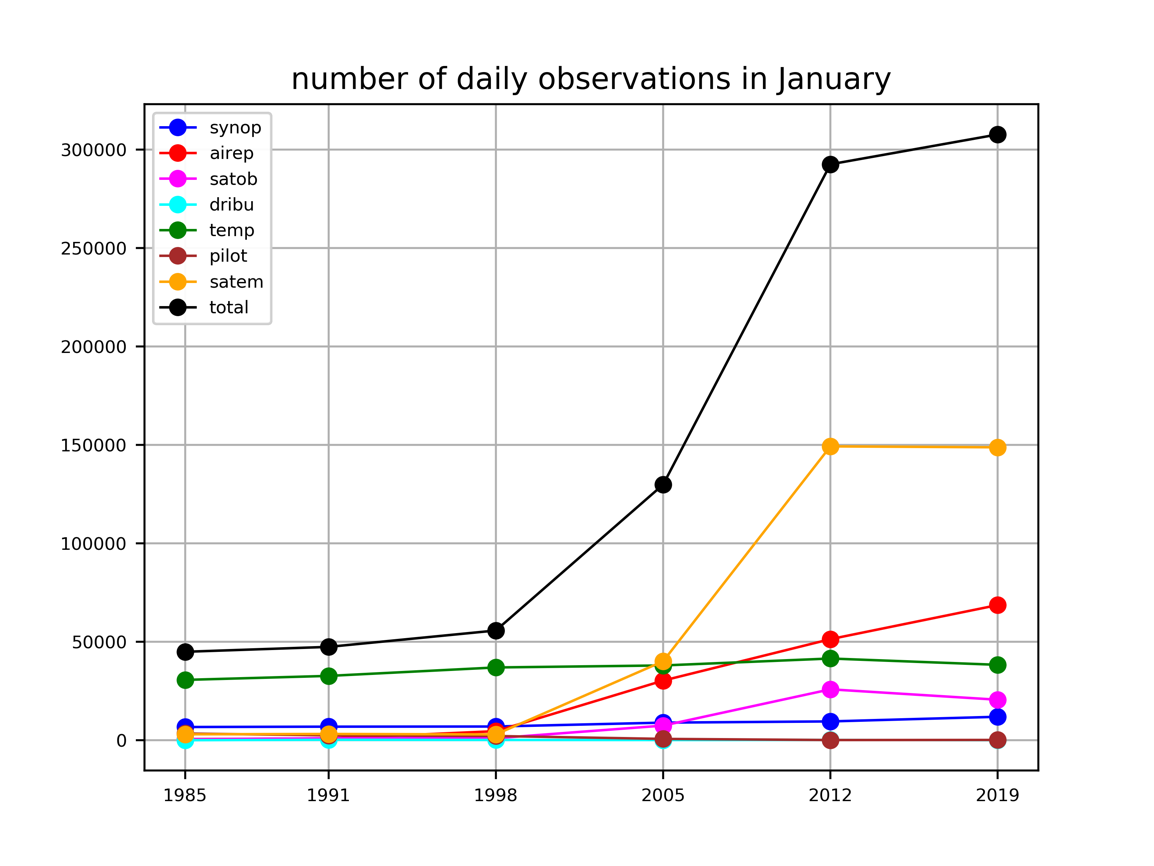 number of daily observations in January
synop
airep
satob
dribu
temp
pilot
satem
total
300000
250000
200000
150000
100000
50000
0
1985 1991 1998 2005 2012 2019